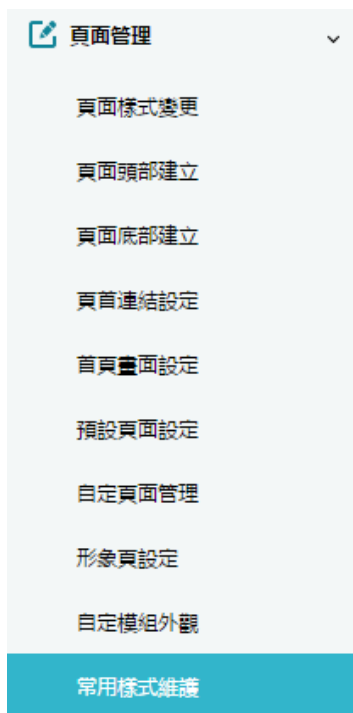 頁面管理
頁面樣式變更
頁面頭部建立
頁面底部建立
頁首連結設定
首頁畫面設定
預設頁面設定
自定頁面管理
形象頁設定
自定模組外觀
常用樣式維護